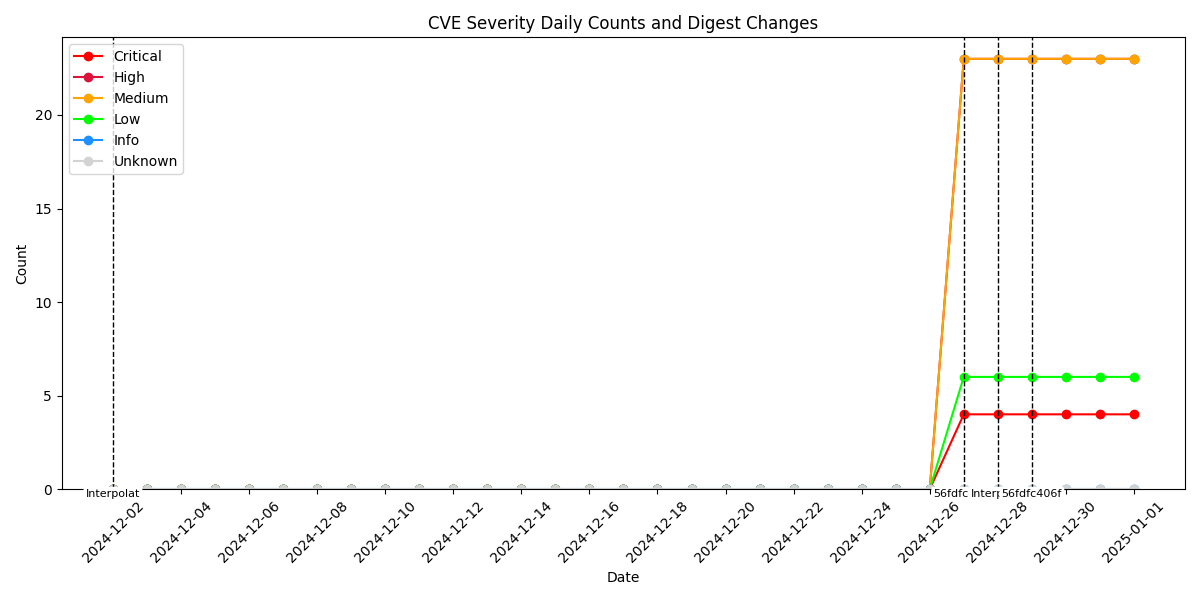 CVE Severity Daily Counts and Digest Changes
Critical
High
Medium
Low
Info
Unknown
Count
20
15
10
5
0
Interpolat
56fdfc
56fdfc406f
2024-12-02
2024-12-04
2024-12-06
2024-12-08
2024-12-10
2024-12-12
2024-12-14
2024-12-16
2024-12-18
2024-12-20
2024-12-22
2024-12-24
2024-12-26
2024-12-28
2024-12-30
2025-01-01
Date